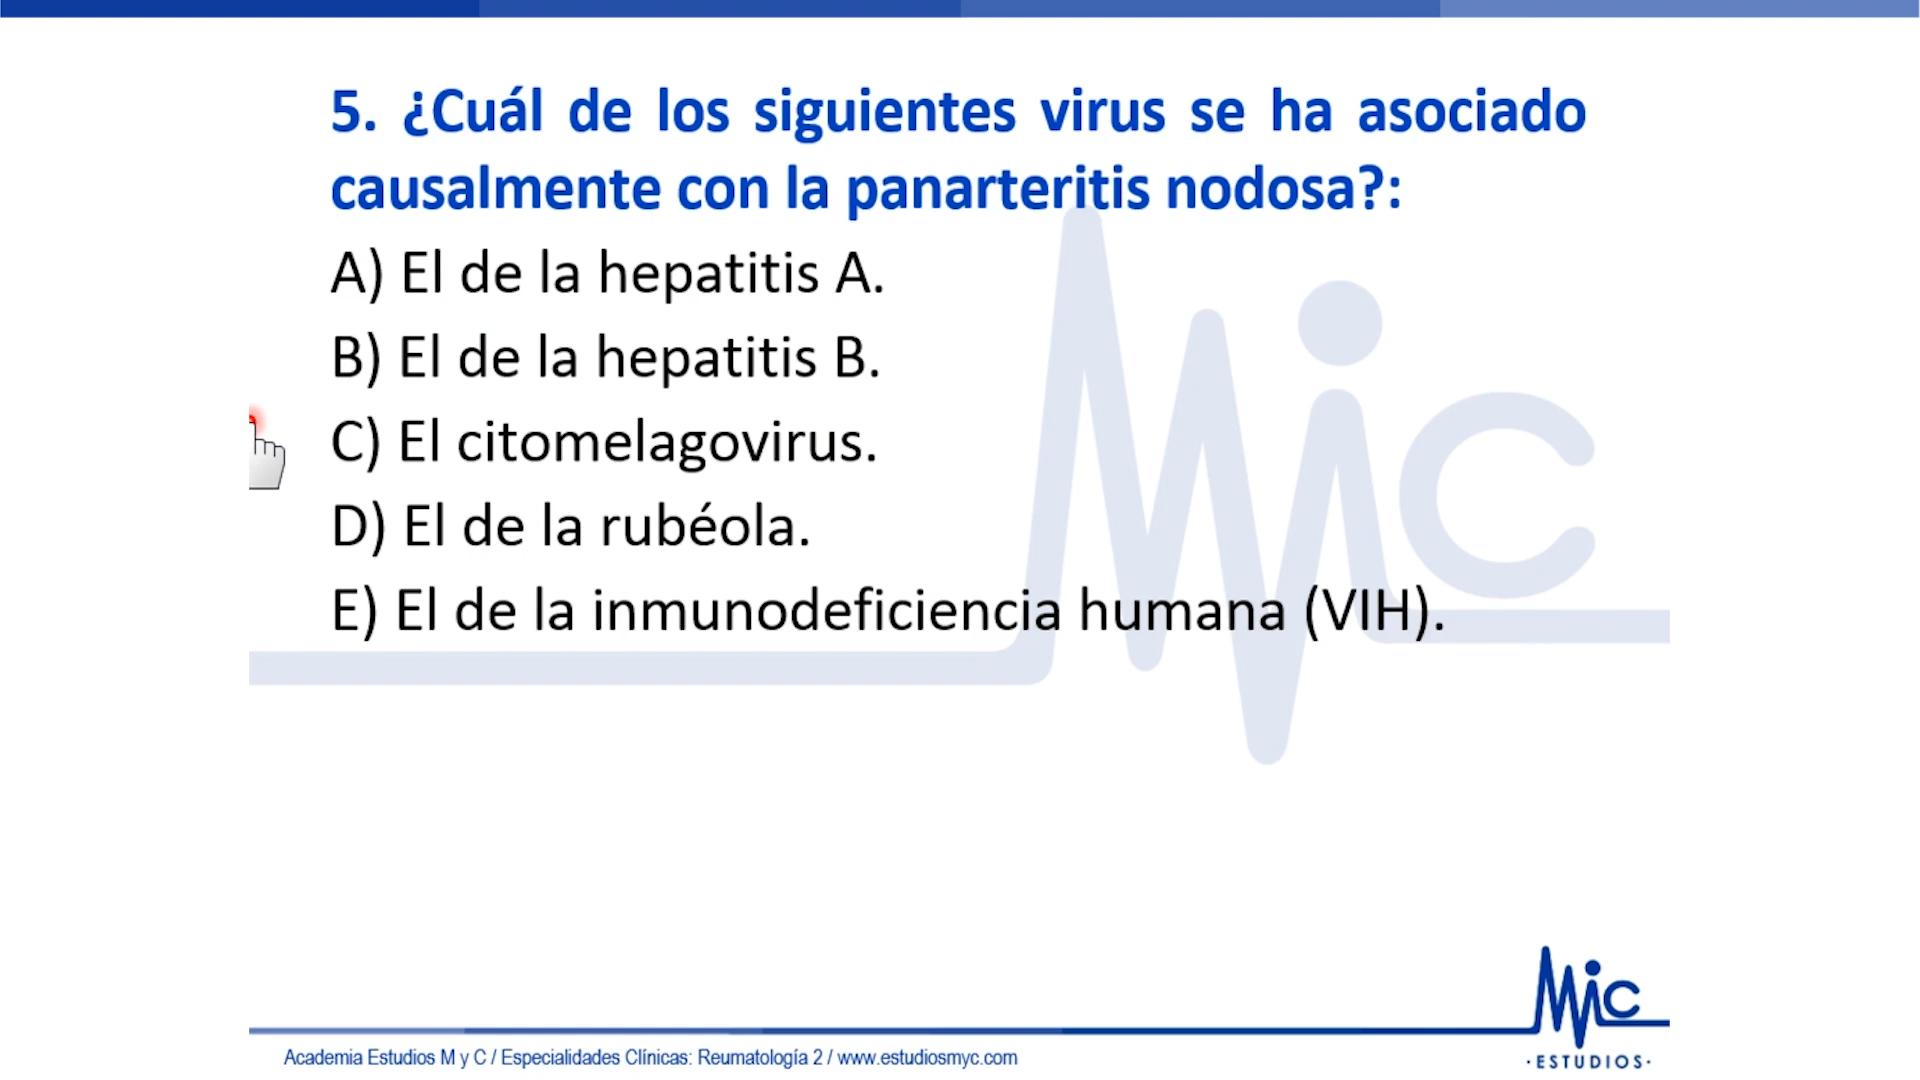 5. ¿Cuál de los siguientes virus se ha asociado
causalmente con la panarteritis nodosa?:
A) El de la hepatitis A.
B) El de la hepatitis B.
C) El citomelagovirus.
D) El de la rubéola.
E) El de la inmunodeficiencia humana (VIH).
MiC
MiC
·ESTUDIOS·
Academia Estudios M y C / Especialidades Clínicas: Reumatología 2 / www.estudiosmyc.com